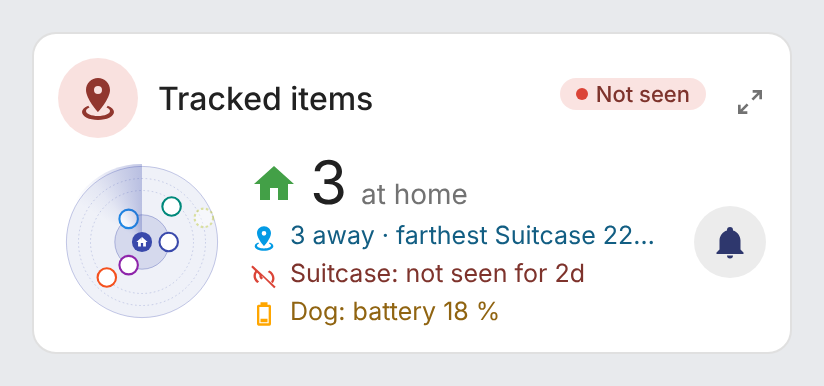 Tracked items
Not seen
3 at home
3 away · farthest Suitcase 22…
Suitcase: not seen for 2d
Dog: battery 18 %